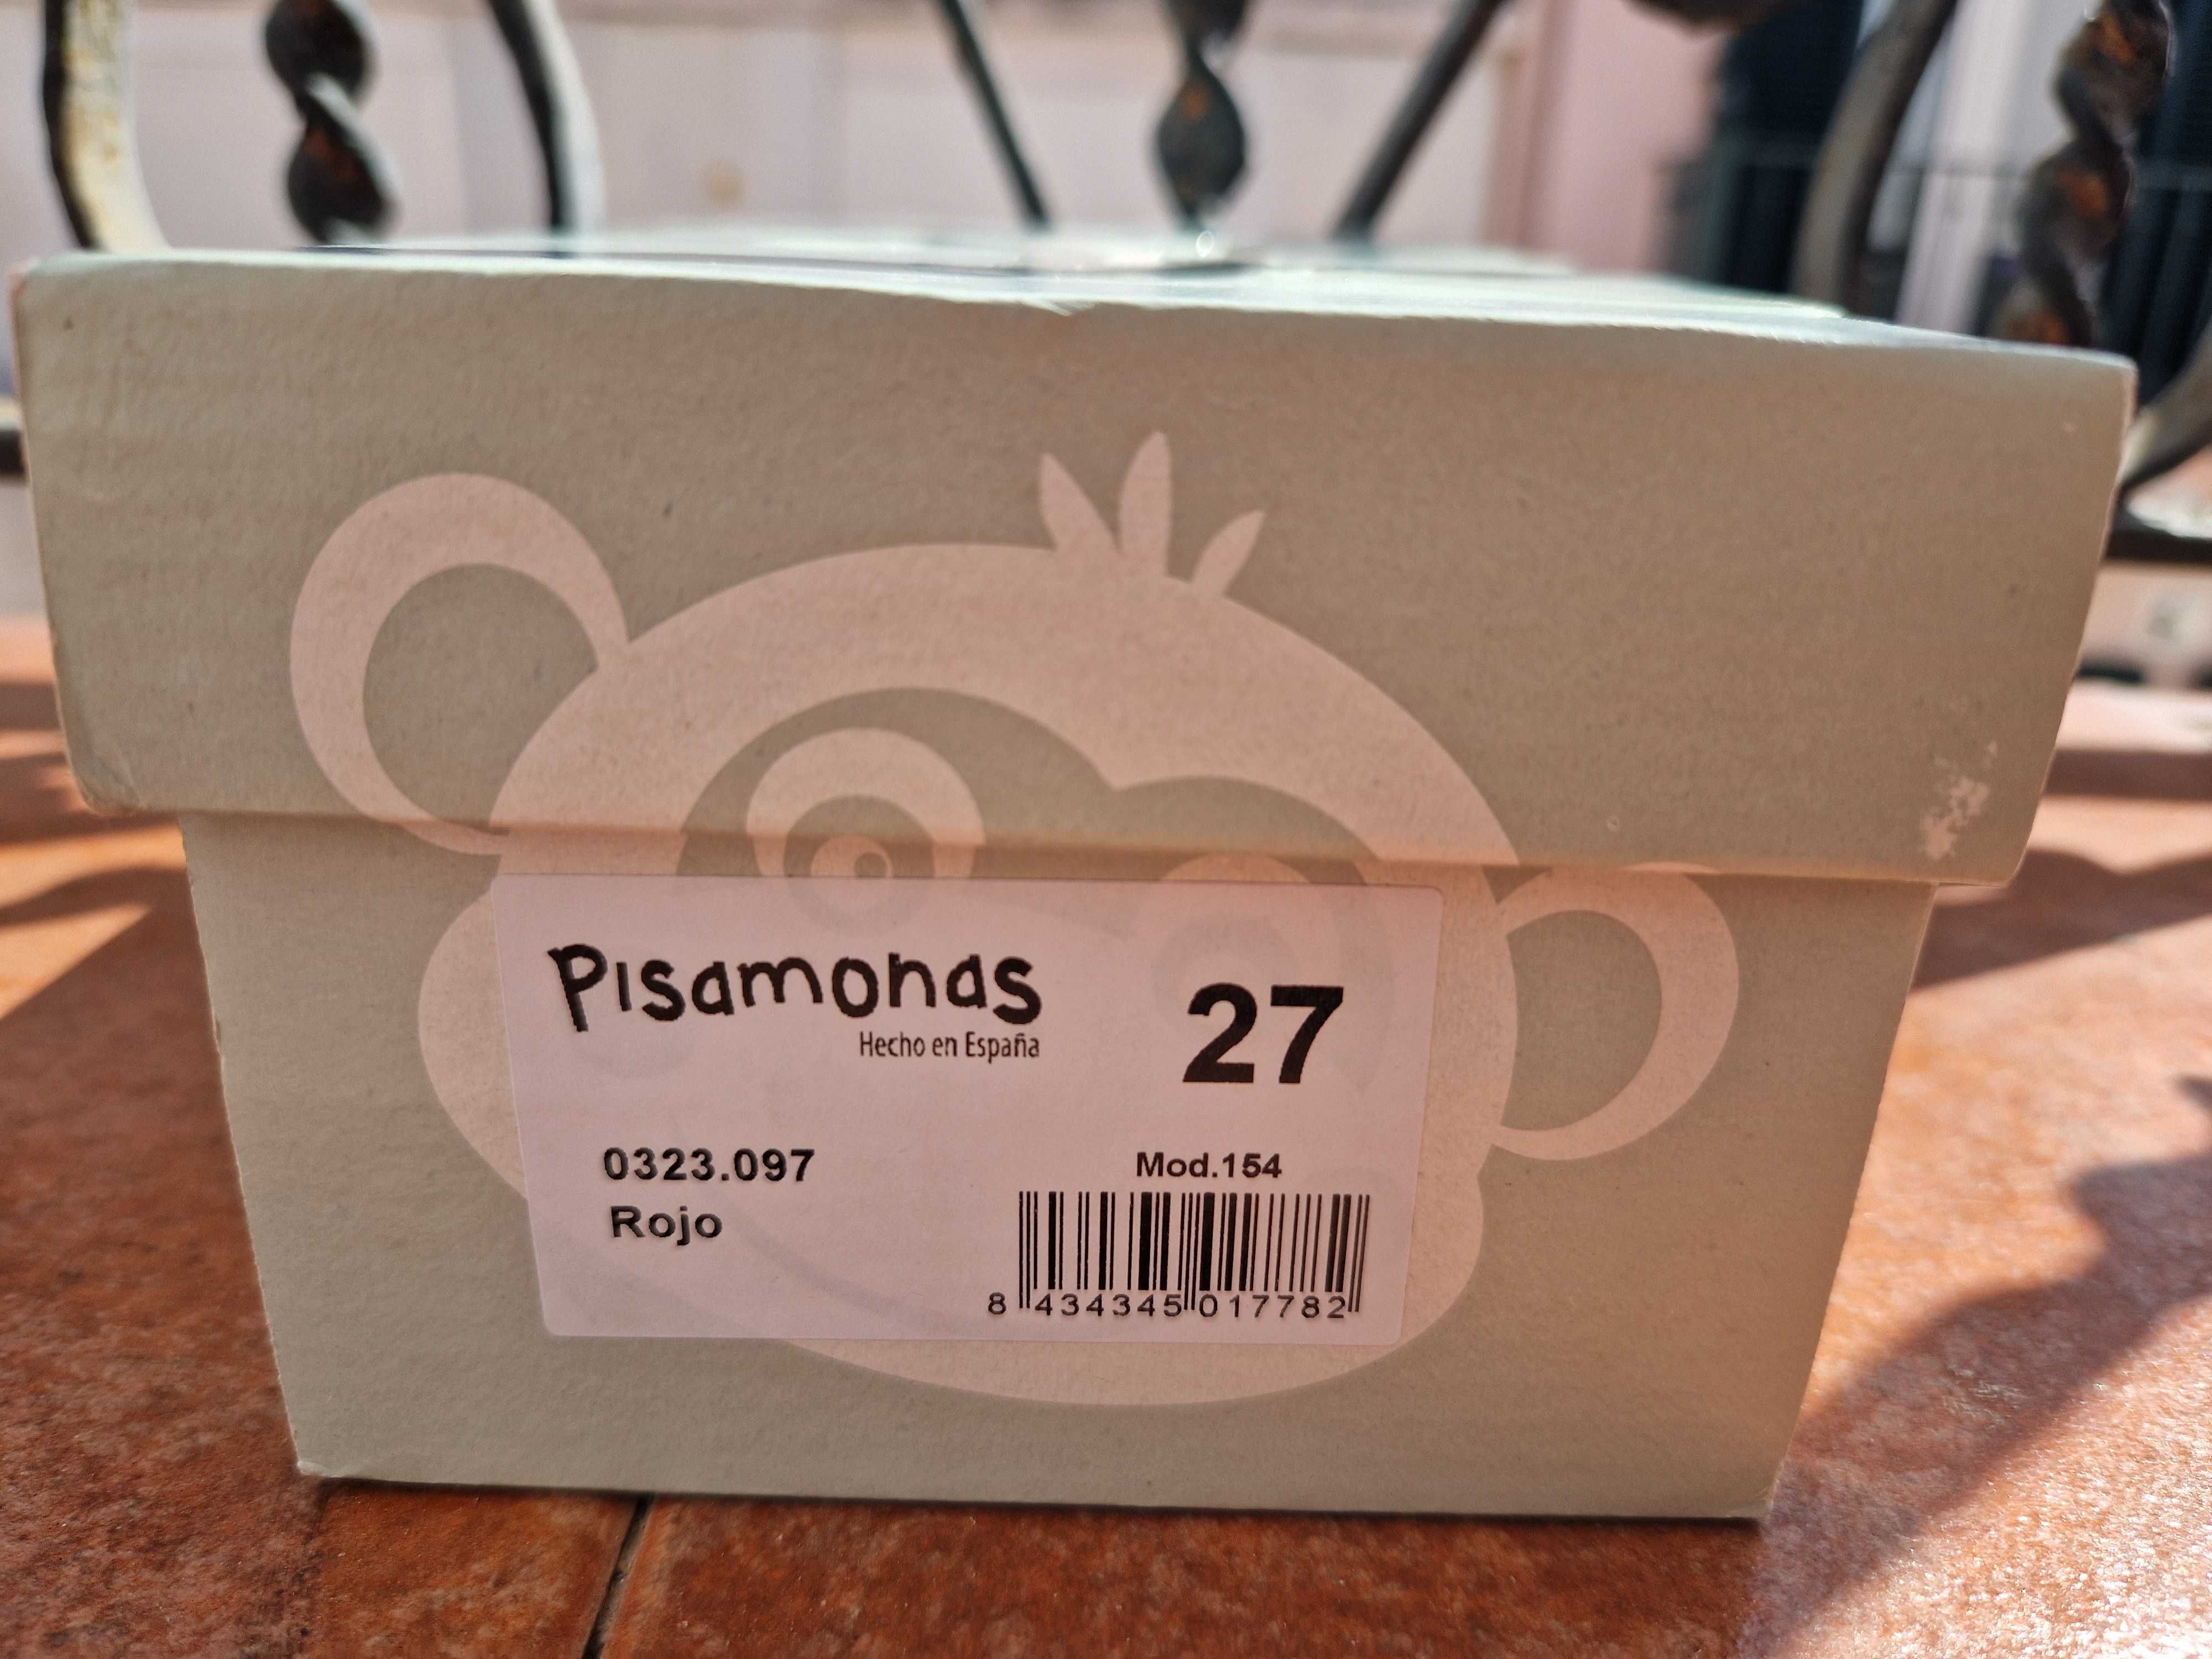 Pisamonas
Hecho en España
27
0323.097
Rojo
Mod.154
8 434345 017782